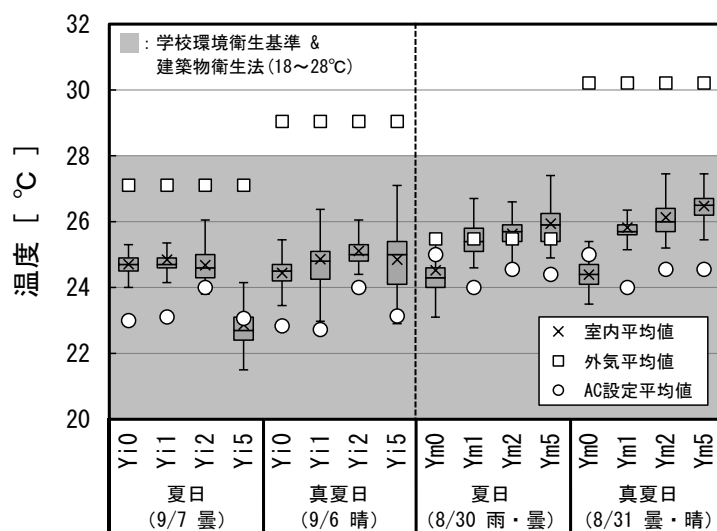 温度 [ ℃ ]
32
30
28
26
24
22
20
: 学校環境衛生基準 &
建築物衛生法(18～28℃)
室内平均値
外気平均値
AC設定平均値
Yi0 Yi1 Yi2 Yi5 Yi0 Yi1 Yi2 Yi5 Ym0 Ym1 Ym2 Ym5 Ym0 Ym1 Ym2 Ym5
夏日 真夏日 夏日 真夏日
(9/7 曇) (9/6 晴) (8/30 雨・曇) (8/31 曇・晴)